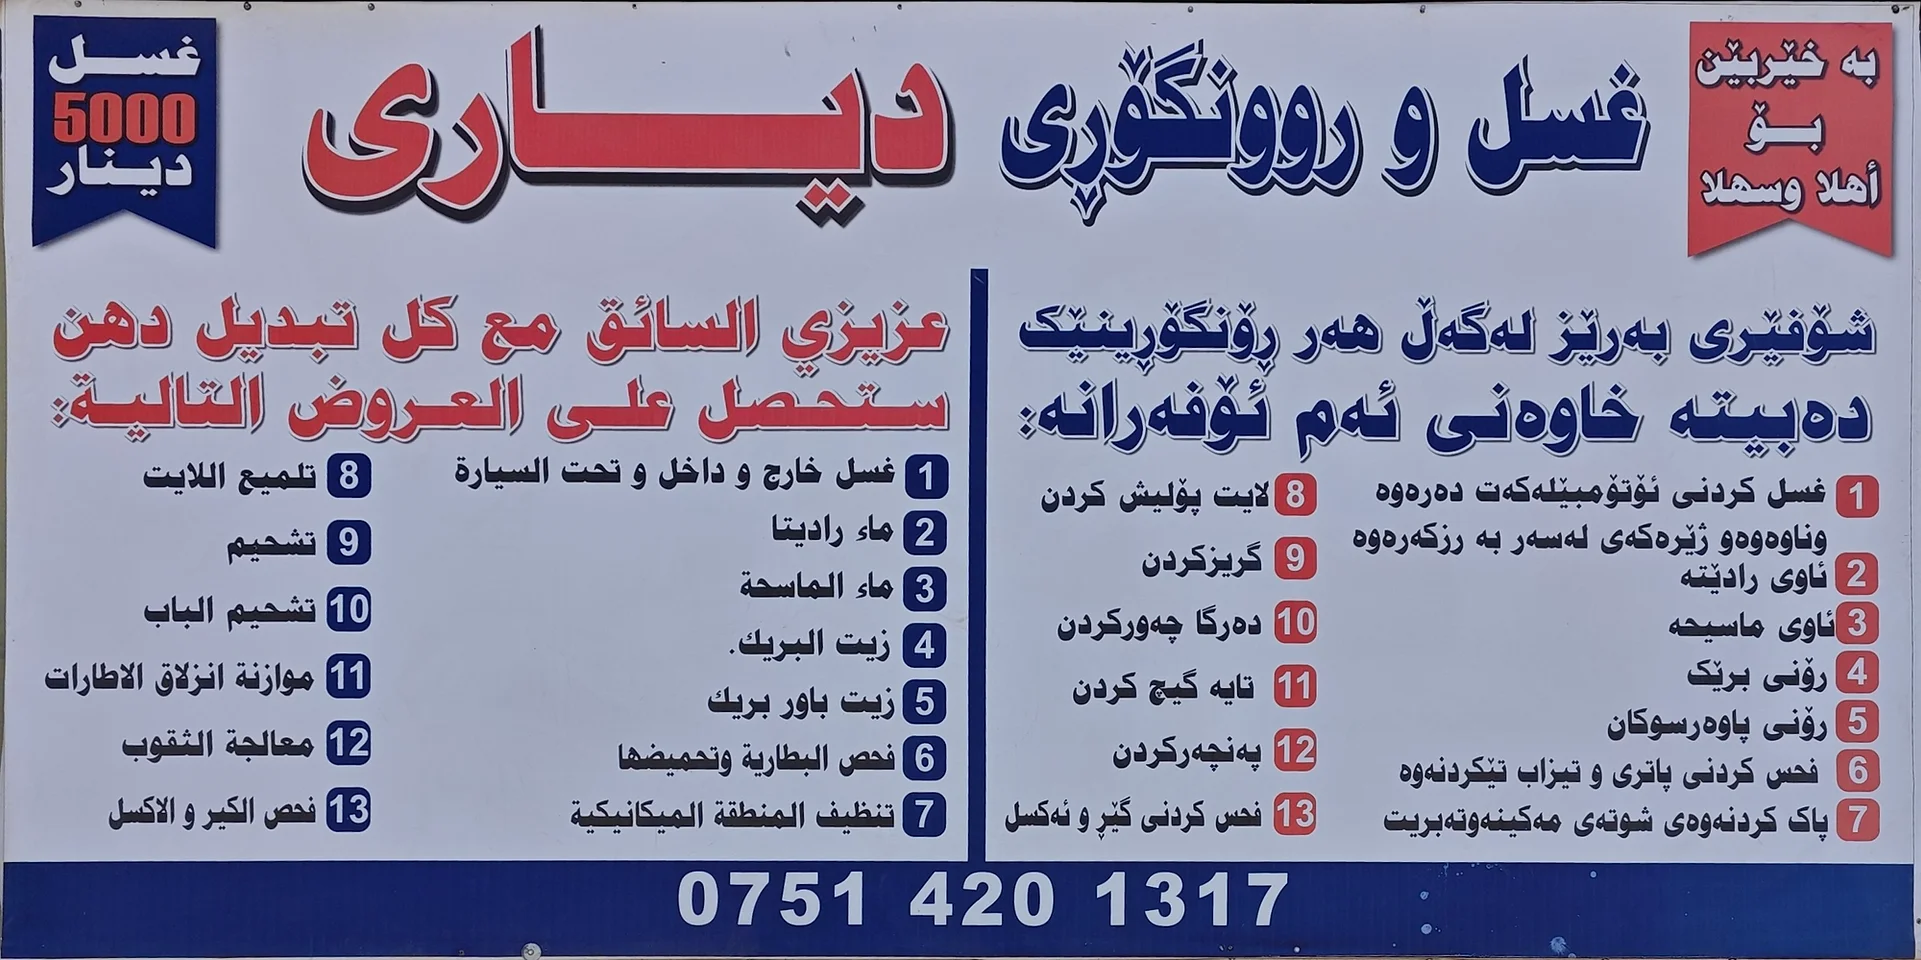 به خێربێن
بۆ
أهلا وسهلا
غسل و روونگۆڕی دیاری
غسل
5000
دینار
شۆفێری بەرێز لەگەڵ هەر ڕۆنگۆڕینێک
دەبیتە خاوەنی ئەم ئۆفەرانە:
1 غسل کردنی ئۆتۆمبێلەکەت دەرەوە
وناوەوەو ژێرەکەی لەسەر بە رزکەرەوە
2 ئاوی رادێتە
3 ئاوی ماسیحە
4 رۆنی برێک
5 رۆنی پاوەرسوکان
6 فحس کردنی پاتری و تیزاب تێکردنەوە
7 پاک کردنەوەی شوتەی مەکینەوتەبریت
8 لایت پۆلیش کردن
9 گریزکردن
10 دەرگا چەورکردن
11 تایە گیچ کردن
12 پەنچەرکردن
13 فحس کردنی گێڕ و ئەکسل
عزيزي السائق مع كل تبديل دهن
ستحصل على العروض التالية:
1 غسل خارج و داخل و تحت السيارة
2 ماء راديتا
3 ماء الماسحة
4 زيت البريك.
5 زيت باور بريك
6 فحص البطارية وتحميضها
7 تنظيف المنطقة الميكانيكية
8 تلميع اللايت
9 تشحيم
10 تشحيم الباب
11 موازنة انزلاق الاطارات
12 معالجة الثقوب
13 فحص الكير و الاكسل
0751 420 1317